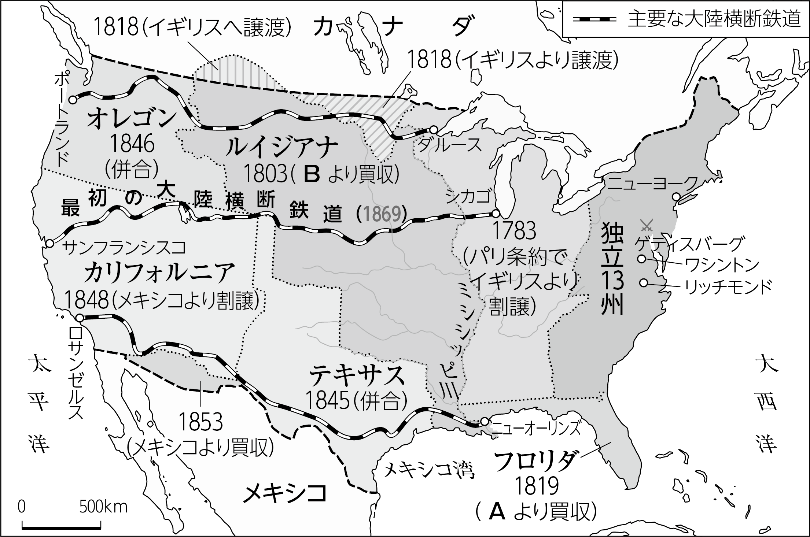 主要な大陸横断鉄道
1818(イギリスへ譲渡)
カナダ
1818(イギリスより譲渡)
ポートランド
オレゴン
1846
(併合)
ルイジアナ
1803( B より買収)
ダルース
最初の大陸横断鉄道(1869)
シカゴ
ニューヨーク
サンフランシスコ
1783
(パリ条約で
イギリスより
割譲)
独立13州
ゲティスバーグ
ワシントン
リッチモンド
カリフォルニア
1848(メキシコより割譲)
ミシシッピ川
ロサンゼルス
太平洋
大西洋
テキサス
1845(併合)
1853
(メキシコより買収)
ニューオーリンズ
メキシコ湾
フロリダ
1819
( A より買収)
メキシコ
0 500km